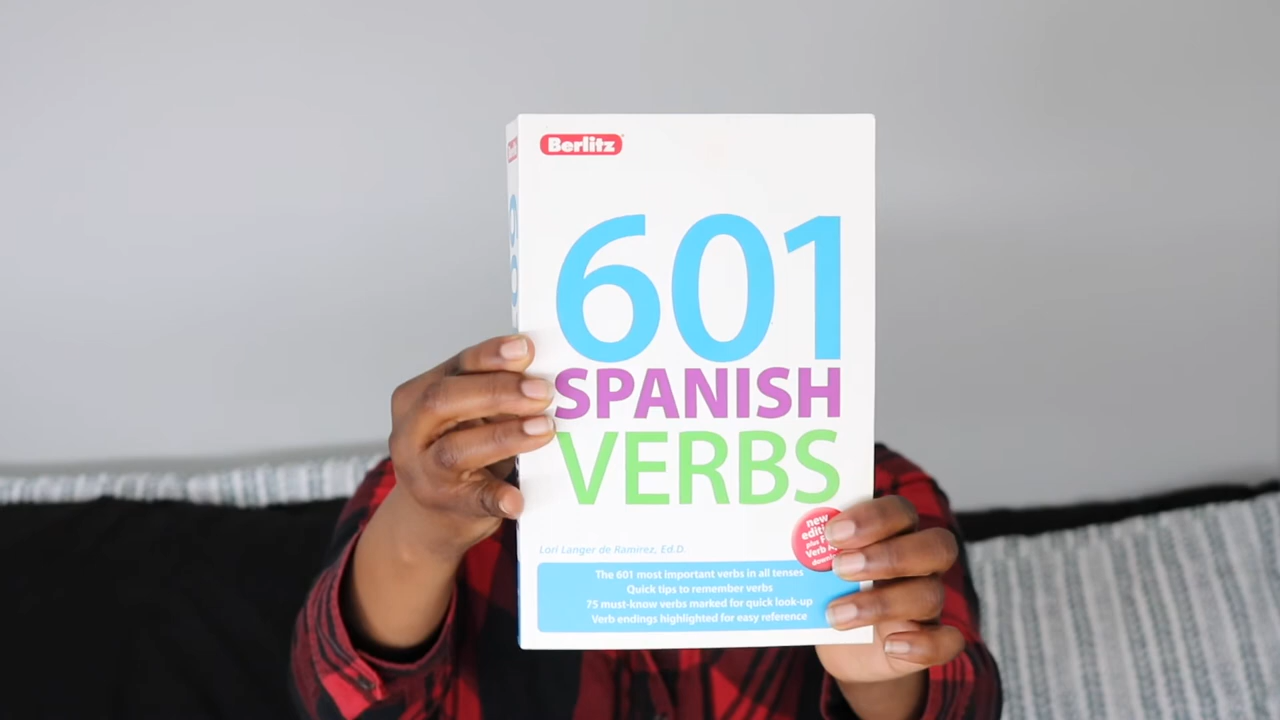 Berlitz
601
SPANISH
VERBS
new
plus
Verb
Lori Langer de Ramirez, Ed.D.
The 601 most important verbs in all tenses
Quick tips to remember verbs
75 must-know verbs marked for quick look-up
Verb endings highlighted for easy reference